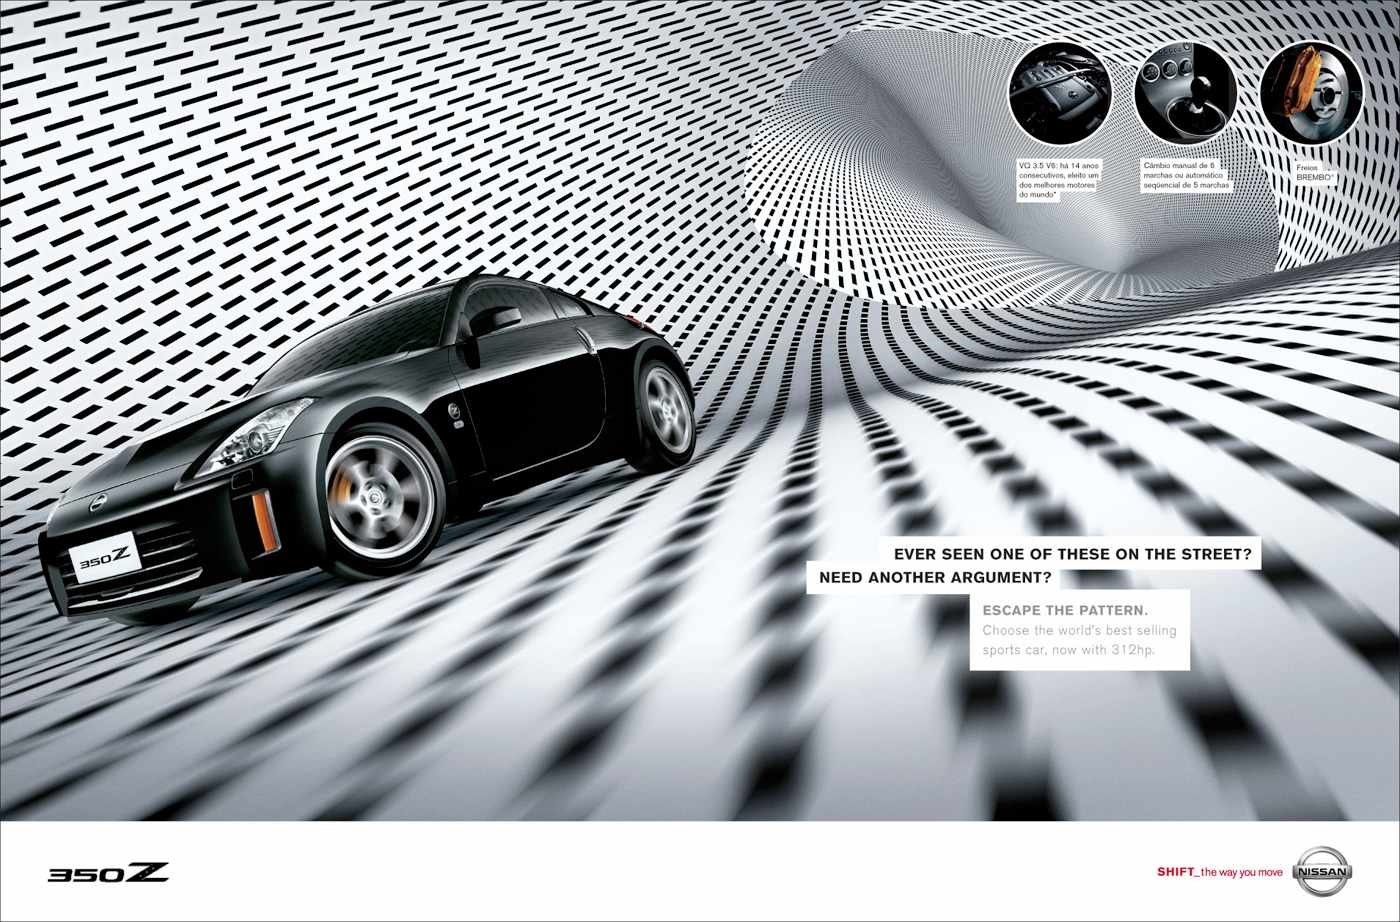 VQ 3.5 V6: há 14 anos
consecutivos, eleito um
dos melhores motores
do mundo*
Câmbio manual de 6
marchas ou automático
seqüencial de 5 marchas
Freios
BREMBO®
350Z
EVER SEEN ONE OF THESE ON THE STREET?
NEED ANOTHER ARGUMENT?
ESCAPE THE PATTERN.
Choose the world's best selling
sports car, now with 312hp.
350Z
SHIFT_the way you move
NISSAN